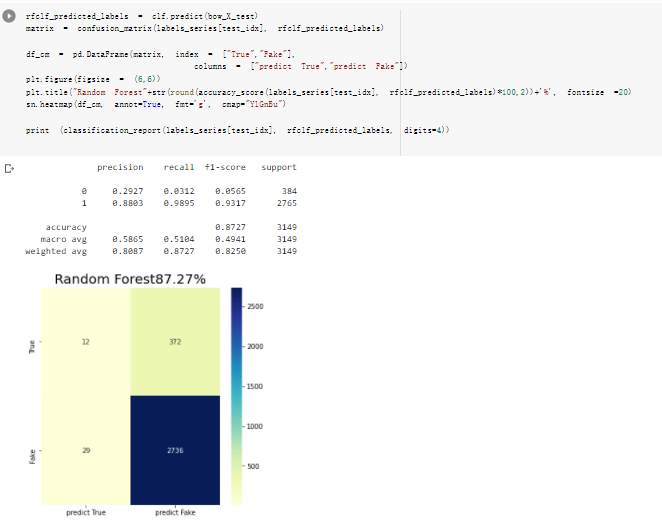 rfclf_predicted_labels = clf.predict(bow_X_test)
matrix = confusion_matrix(labels_series[test_idx], rfclf_predicted_labels)
df_cm = pd.DataFrame(matrix, index = ["True","Fake"],
columns = ["predict True","predict Fake"])
plt.figure(figsize = (6,6))
plt.title("Random Forest"+str(round(accuracy_score(labels_series[test_idx], rfclf_predicted_labels)*100,2))+'%', fontsize =20)
sn.heatmap(df_cm, annot=True, fmt='g', cmap="YlGnBu")
print (classification_report(labels_series[test_idx], rfclf_predicted_labels, digits=4))
precision recall f1-score support
0 0.2927 0.0312 0.0565 384
1 0.8803 0.9895 0.9317 2765
accuracy 0.8727 3149
macro avg 0.5865 0.5104 0.4941 3149
weighted avg 0.8087 0.8727 0.8250 3149
Random Forest87.27%
True 12 372
Fake 29 2736
predict True predict Fake
2500
2000
1500
1000
500